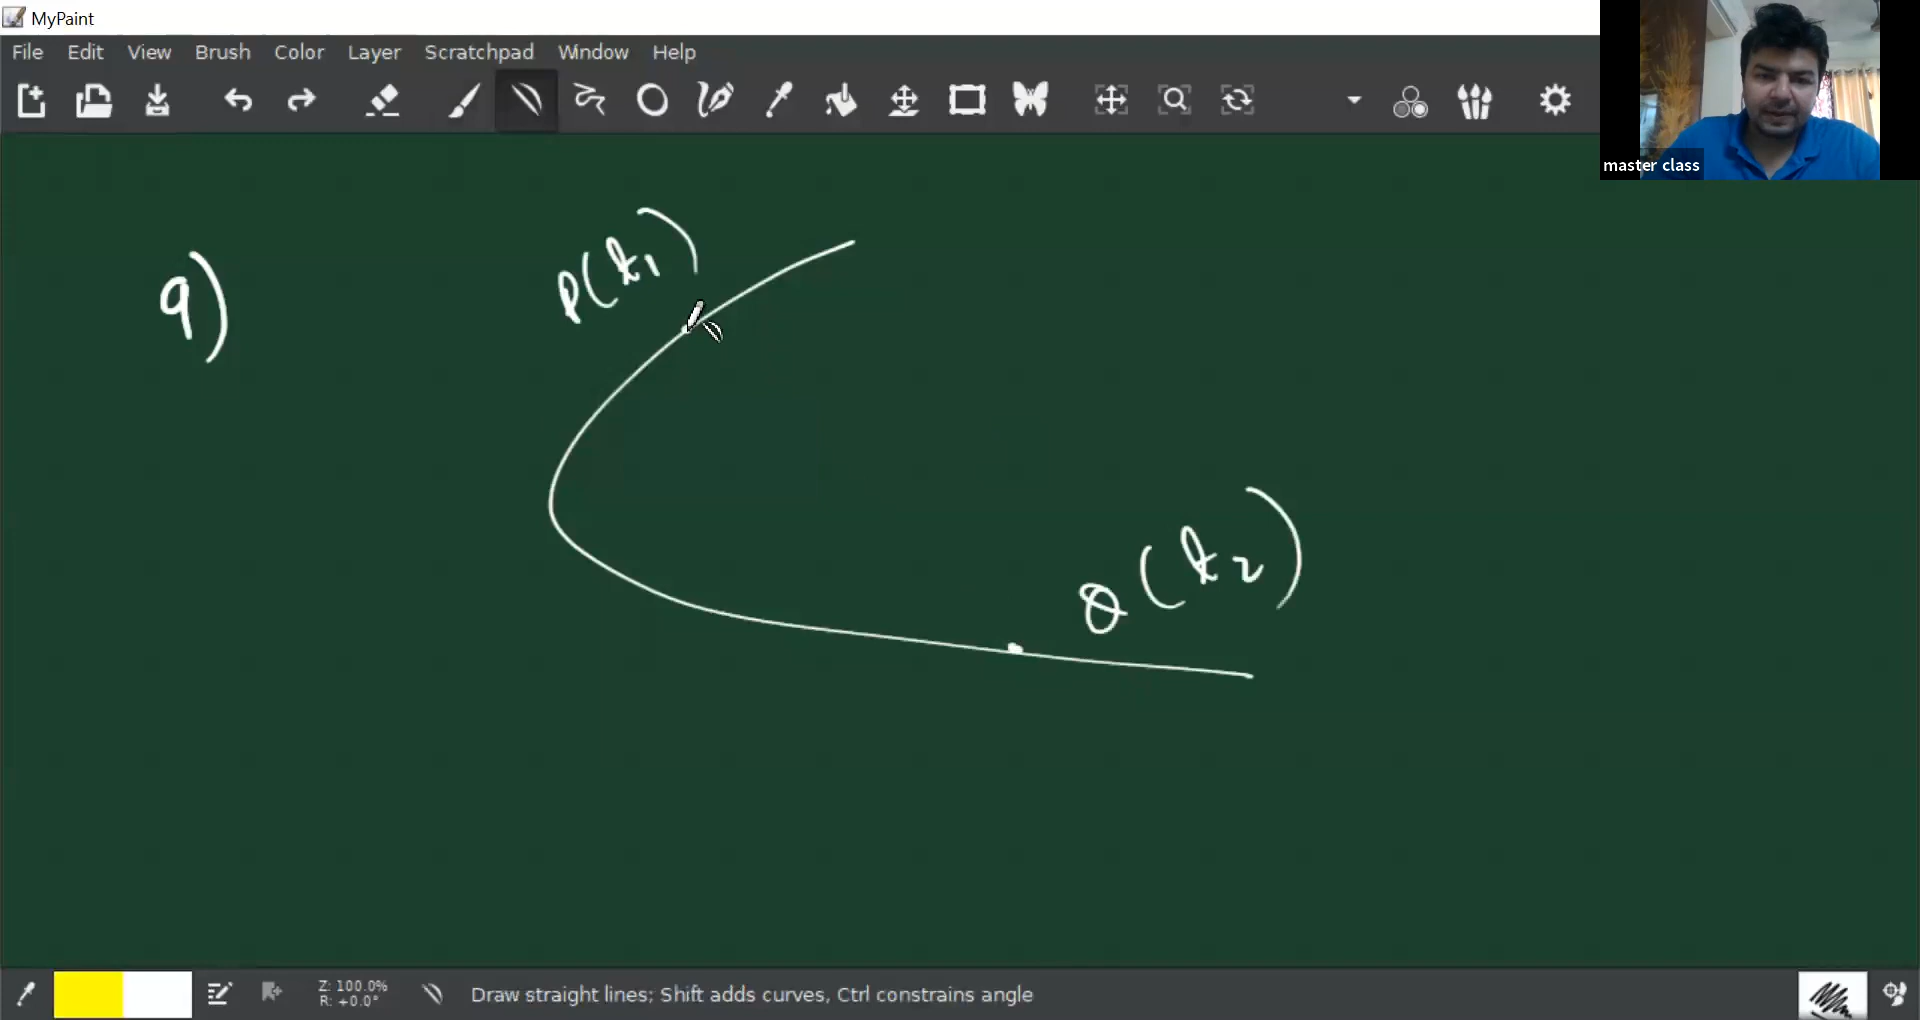 MyPaint
File Edit View Brush Color Layer Scratchpad Window Help
master class
9)
P(t1)
Q(t2)
Z: 100.0%
R: +0.0°
Draw straight lines; Shift adds curves, Ctrl constrains angle